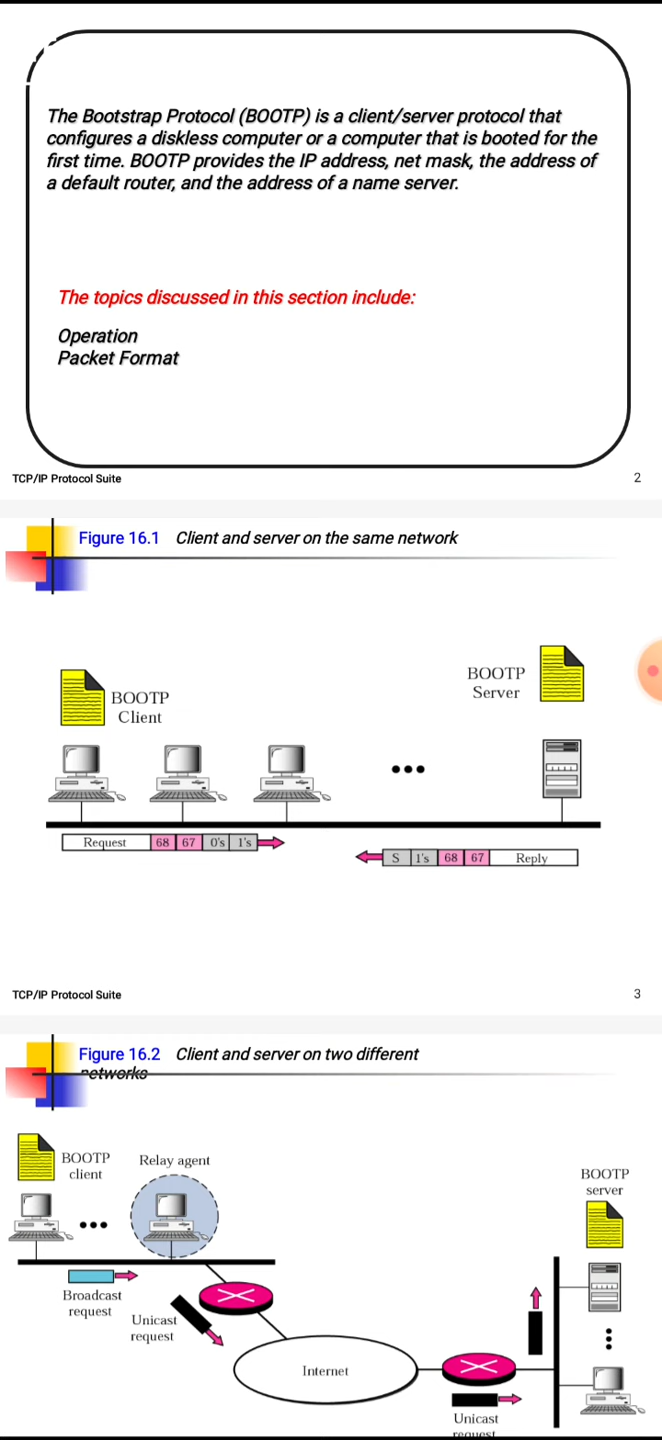 The Bootstrap Protocol (BOOTP) is a client/server protocol that
configures a diskless computer or a computer that is booted for the
first time. BOOTP provides the IP address, net mask, the address of
a default router, and the address of a name server.
The topics discussed in this section include:
Operation
Packet Format
TCP/IP Protocol Suite
2
Figure 16.1 Client and server on the same network
BOOTP
Client
BOOTP
Server
Request 68 67 0's 1's
S 1's 68 67 Reply
TCP/IP Protocol Suite
3
Figure 16.2 Client and server on two different
networks
BOOTP
client
Relay agent
BOOTP
server
Broadcast
request
Unicast
request
Internet
Unicast
request